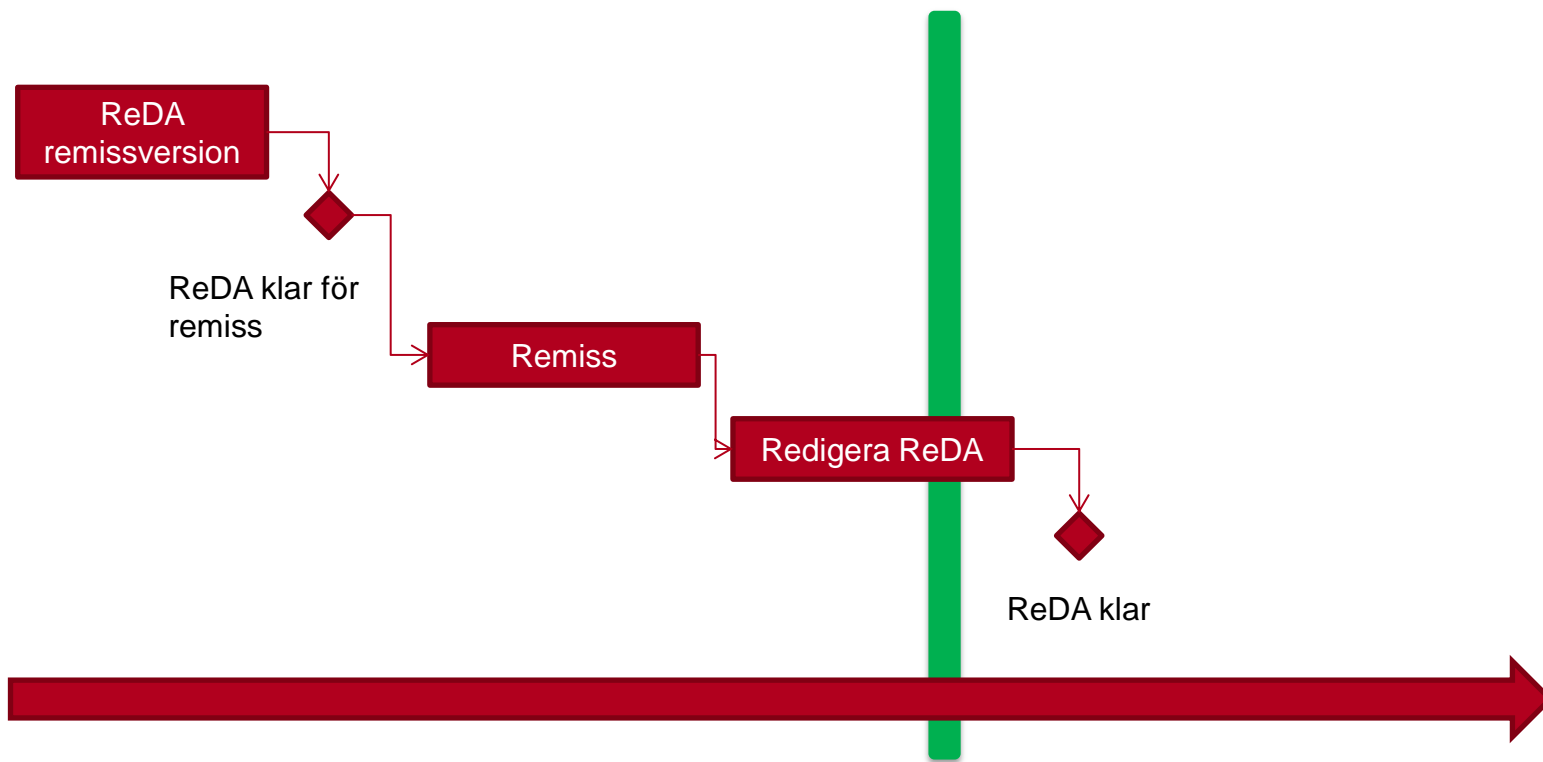 ReDA
remissversion
ReDA klar för
remiss
Remiss
Redigera ReDA
ReDA klar